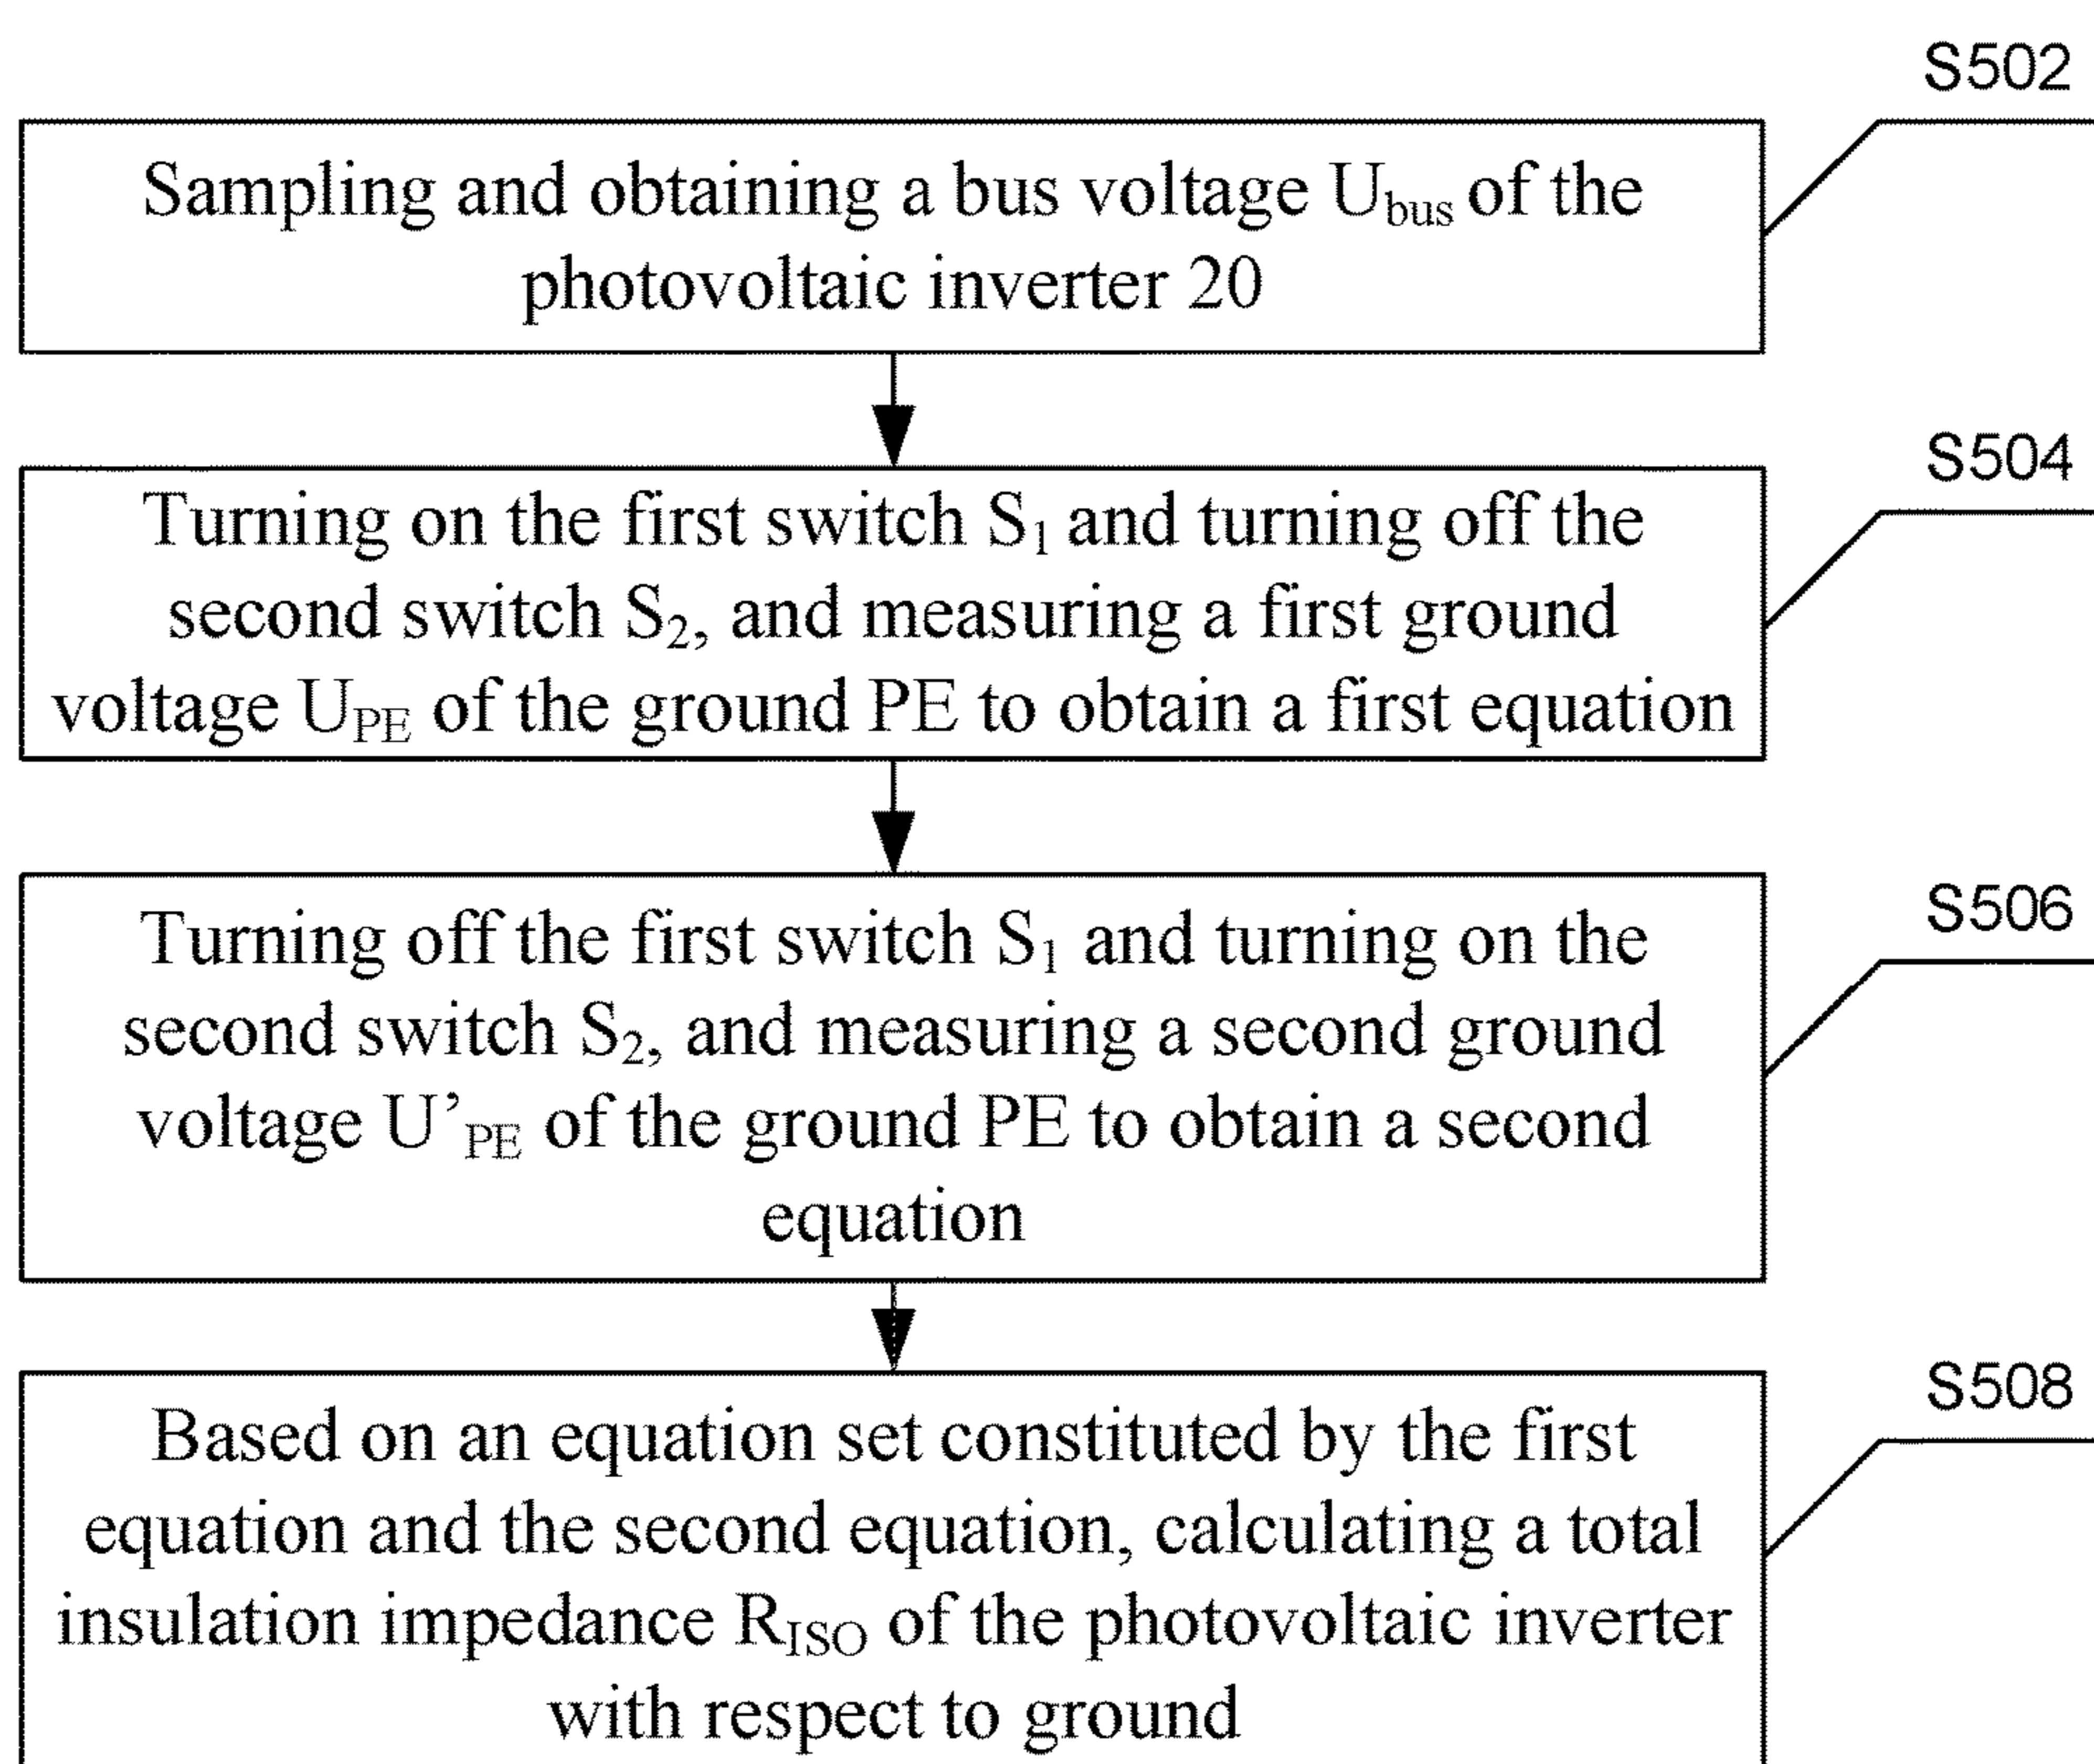 S502
Sampling and obtaining a bus voltage U_bus of the
photovoltaic inverter 20
S504
Turning on the first switch S₁ and turning off the
second switch S₂, and measuring a first ground
voltage U_PE of the ground PE to obtain a first equation
S506
Turning off the first switch S₁ and turning on the
second switch S₂, and measuring a second ground
voltage U’_PE of the ground PE to obtain a second
equation
S508
Based on an equation set constituted by the first
equation and the second equation, calculating a total
insulation impedance R_ISO of the photovoltaic inverter
with respect to ground